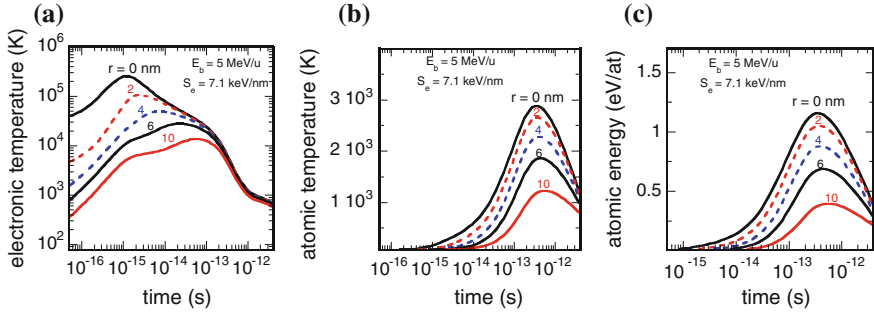 (a)
electronic temperature (K)
10^6
10^5
10^4
10^3
10^2
r = 0 nm
E_b = 5 MeV/u
S_e = 7.1 keV/nm
2
4
6
10
10^-16 10^-15 10^-14 10^-13 10^-12
time (s)
(b)
atomic temperature (K)
3 10^3
2 10^3
1 10^3
E_b = 5 MeV/u
S_e = 7.1 keV/nm
r = 0 nm
2
4
6
10
10^-16 10^-15 10^-14 10^-13 10^-12
time (s)
(c)
atomic energy (eV/at)
1.5
1
0.5
E_b = 5 MeV/u
S_e = 7.1 keV/nm
r = 0 nm
2
4
6
10
10^-15 10^-14 10^-13 10^-12
time (s)